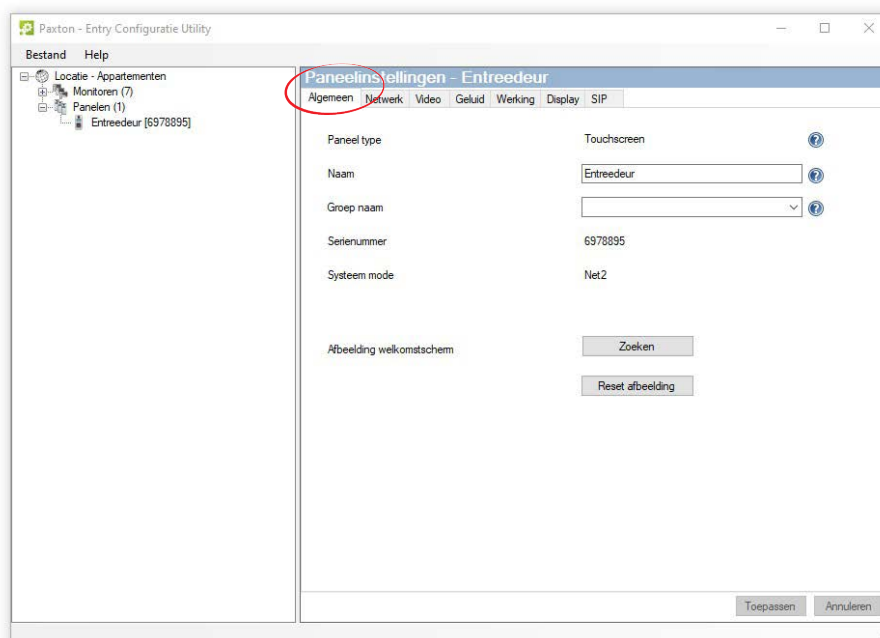 Paxton - Entry Configuratie Utility
Bestand Help
Locatie - Appartementen
Monitoren (7)
Panelen (1)
Entreedeur [6978895]
Paneelinstellingen - Entreedeur
Algemeen Netwerk Video Geluid Werking Display SIP
Paneel type Touchscreen
Naam Entreedeur
Groep naam
Serienummer 6978895
Systeem mode Net2
Afbeelding welkomstscherm Zoeken
Reset afbeelding
Toepassen Annuleren